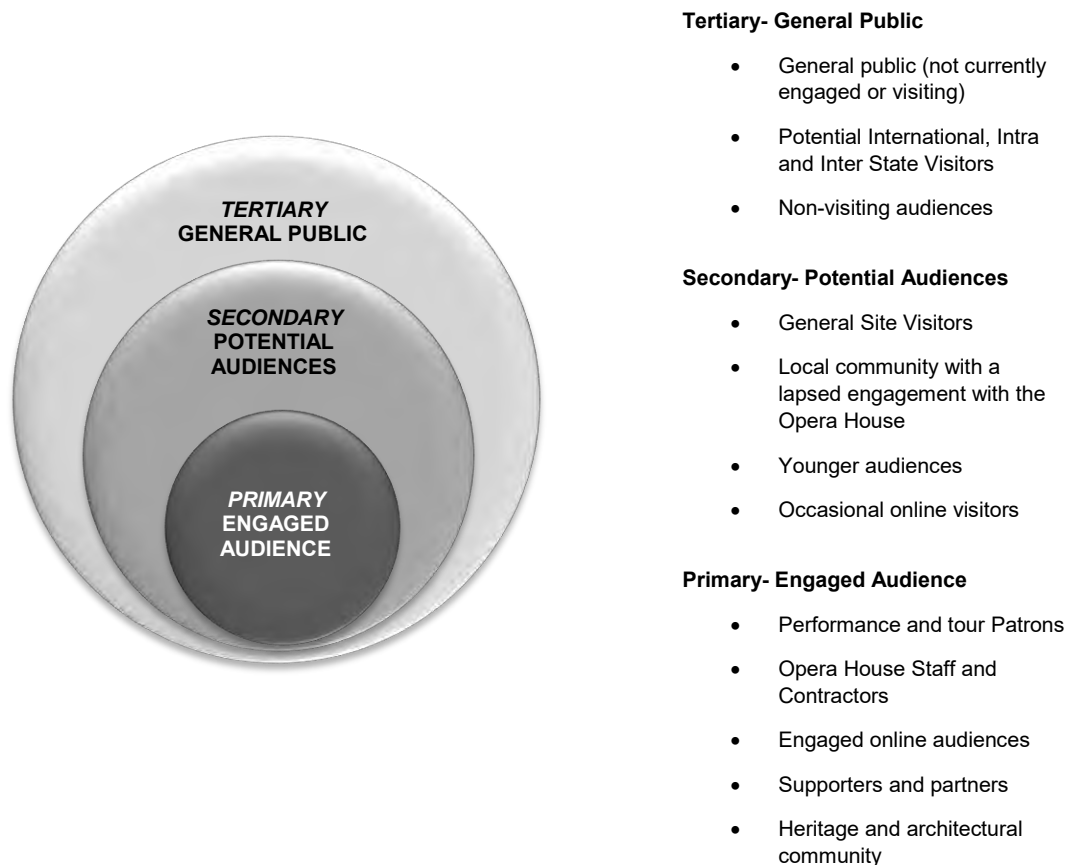 TERTIARY
GENERAL PUBLIC
SECONDARY
POTENTIAL
AUDIENCES
PRIMARY
ENGAGED
AUDIENCE
Tertiary- General Public
• General public (not currently
engaged or visiting)
• Potential International, Intra
and Inter State Visitors
• Non-visiting audiences
Secondary- Potential Audiences
• General Site Visitors
• Local community with a
lapsed engagement with the
Opera House
• Younger audiences
• Occasional online visitors
Primary- Engaged Audience
• Performance and tour Patrons
• Opera House Staff and
Contractors
• Engaged online audiences
• Supporters and partners
• Heritage and architectural
community